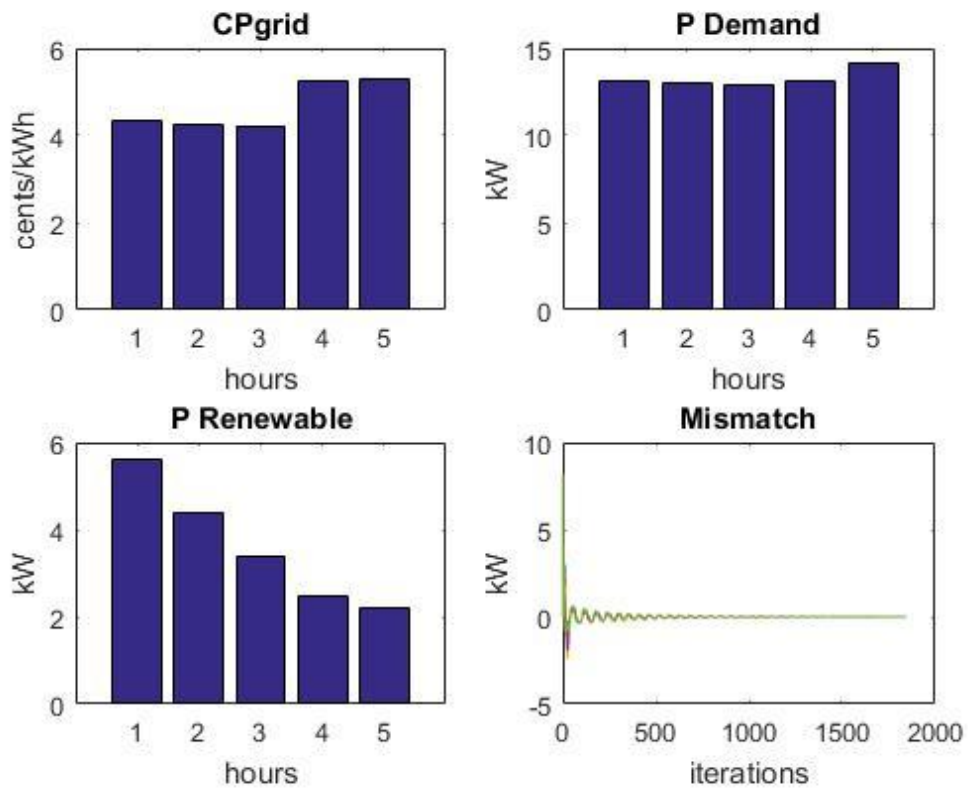 CPgrid
6
4
2
0
cents/kWh
1 2 3 4 5
hours
P Demand
15
10
5
0
kW
1 2 3 4 5
hours
P Renewable
6
4
2
0
kW
1 2 3 4 5
hours
Mismatch
10
5
0
-5
kW
0 500 1000 1500 2000
iterations